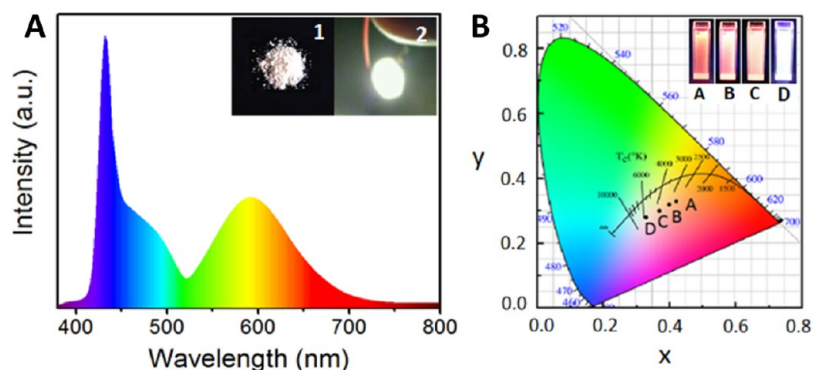 A
1
2
Intensity (a.u.)
400
500
600
700
800
Wavelength (nm)
B
A
B
C
D
0.8
0.6
0.4
0.2
0.0
y
520
540
560
580
600
620
700
490
480
470
460
T_C(°K)
10000
6000
4000
3000
2500
2000
1500
∞
D
C
B
A
0.0
0.2
0.4
0.6
0.8
x